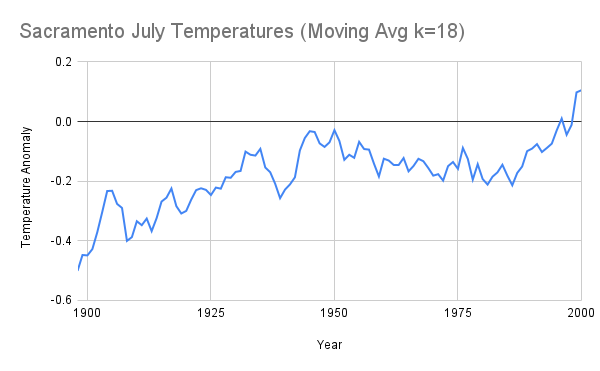 Sacramento July Temperatures (Moving Avg k=18)
Temperature Anomaly
0.2
0.0
-0.2
-0.4
-0.6
1900 1925 1950 1975 2000
Year